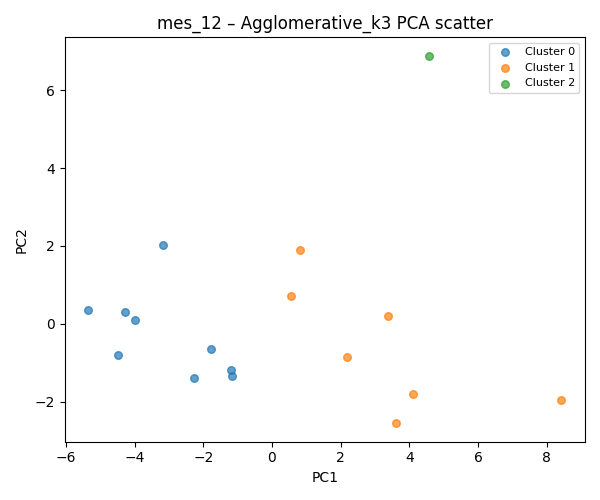 mes_12 – Agglomerative_k3 PCA scatter
Cluster 0
Cluster 1
Cluster 2
PC2
6
4
2
0
−2
−6
−4
−2
0
2
4
6
8
PC1